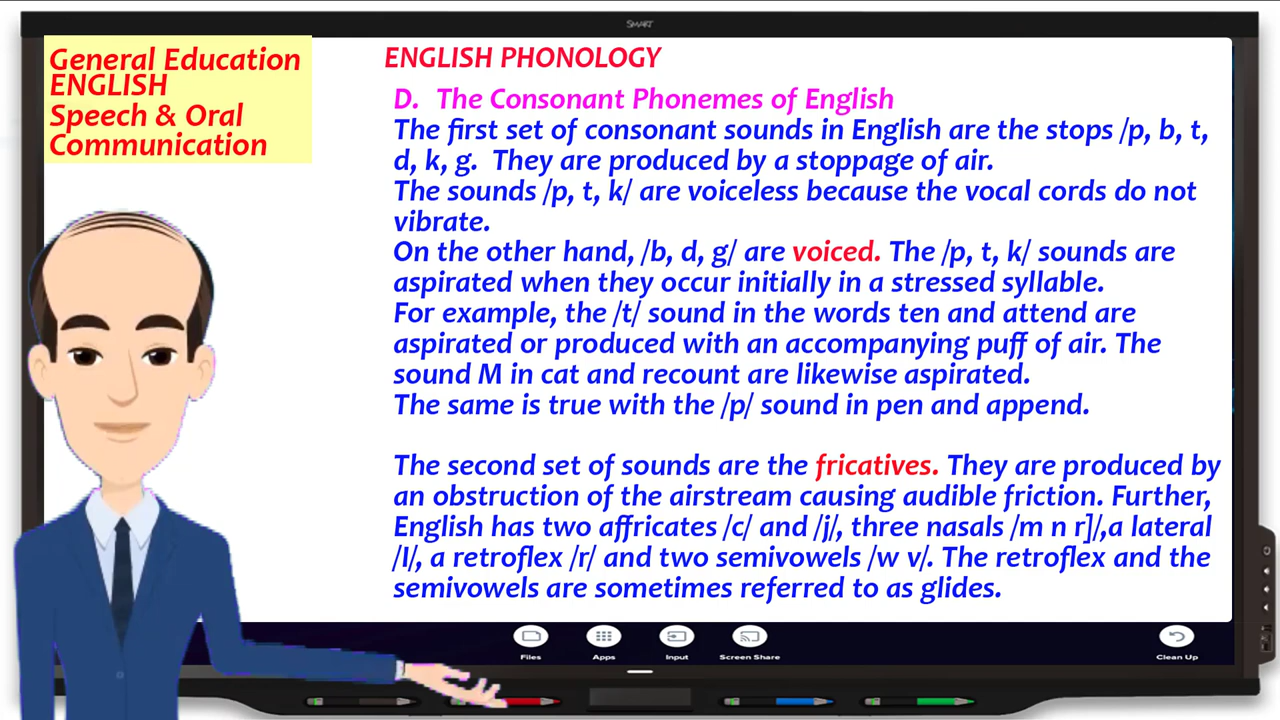 SMART
General Education
ENGLISH
Speech & Oral
Communication
ENGLISH PHONOLOGY
D. The Consonant Phonemes of English
The first set of consonant sounds in English are the stops /p, b, t,
d, k, g. They are produced by a stoppage of air.
The sounds /p, t, k/ are voiceless because the vocal cords do not
vibrate.
On the other hand, /b, d, g/ are voiced. The /p, t, k/ sounds are
aspirated when they occur initially in a stressed syllable.
For example, the /t/ sound in the words ten and attend are
aspirated or produced with an accompanying puff of air. The
sound M in cat and recount are likewise aspirated.
The same is true with the /p/ sound in pen and append.
The second set of sounds are the fricatives. They are produced by
an obstruction of the airstream causing audible friction. Further,
English has two affricates /c/ and /j/, three nasals /m n r]/,a lateral
/I/, a retroflex /r/ and two semivowels /w v/. The retroflex and the
semivowels are sometimes referred to as glides.
Files
Apps
Input
Screen Share
Clean Up